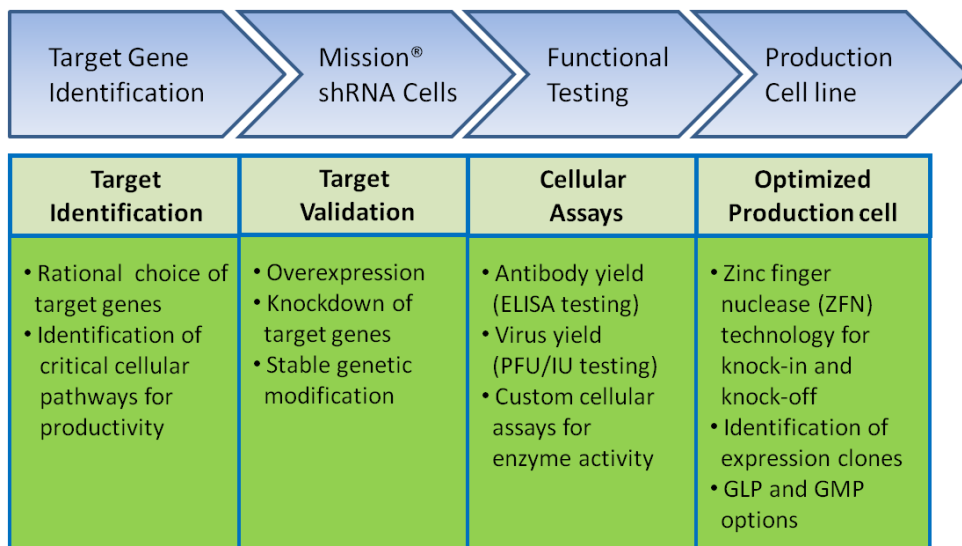 Target Gene
Identification
Mission®
shRNA Cells
Functional
Testing
Production
Cell line
Target
Identification
Target
Validation
Cellular
Assays
Optimized
Production cell
• Rational choice of
target genes
• Identification of
critical cellular
pathways for
productivity
• Overexpression
• Knockdown of
target genes
• Stable genetic
modification
• Antibody yield
(ELISA testing)
• Virus yield
(PFU/IU testing)
• Custom cellular
assays for
enzyme activity
• Zinc finger
nuclease (ZFN)
technology for
knock-in and
knock-off
• Identification of
expression clones
• GLP and GMP
options